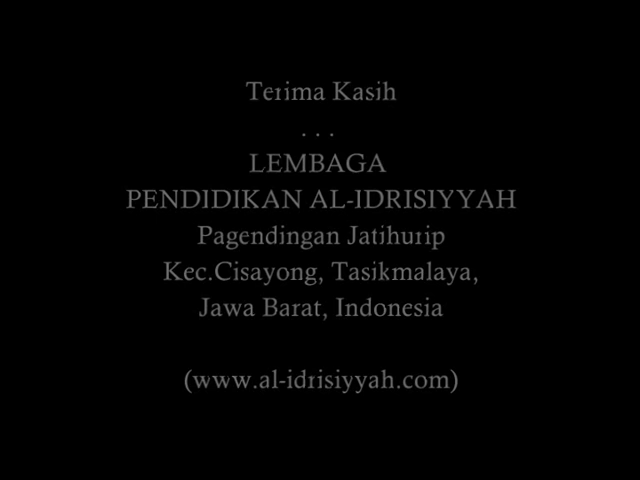 Terima Kasih
. . .
LEMBAGA
PENDIDIKAN AL-IDRISIYYAH
Pagendingan Jatihurip
Kec.Cisayong, Tasikmalaya,
Jawa Barat, Indonesia
(www.al-idrisiyyah.com)